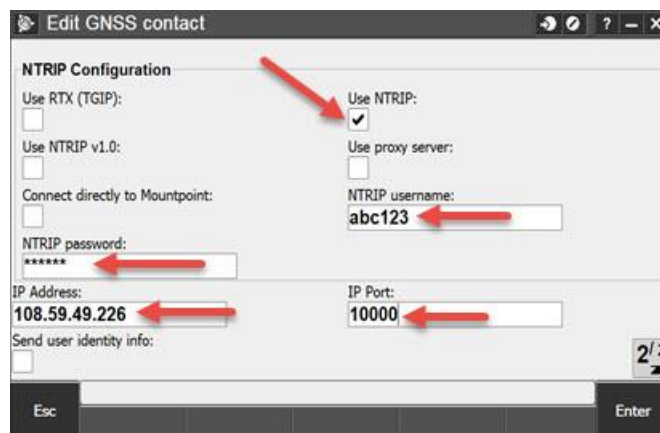 Edit GNSS contact ? – X
NTRIP Configuration
Use RTX (TGIP): Use NTRIP:
Use NTRIP v1.0: Use proxy server:
Connect directly to Mountpoint: NTRIP username:
abc123
NTRIP password:
******
IP Address: IP Port:
108.59.49.226 10000
Send user identity info:
2/2
Esc Enter